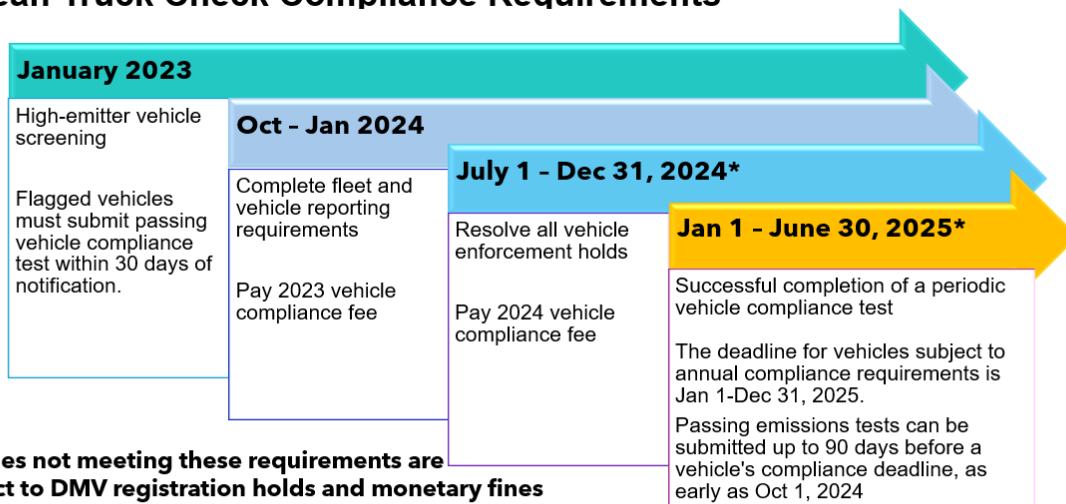 Truck Check Compliance Requirements
January 2023
High-emitter vehicle
screening
Flagged vehicles
must submit passing
vehicle compliance
test within 30 days of
notification.
Oct – Jan 2024
Complete fleet and
vehicle reporting
requirements
Pay 2023 vehicle
compliance fee
July 1 – Dec 31, 2024*
Resolve all vehicle
enforcement holds
Pay 2024 vehicle
compliance fee
Jan 1 – June 30, 2025*
Successful completion of a periodic
vehicle compliance test
The deadline for vehicles subject to
annual compliance requirements is
Jan 1-Dec 31, 2025.
Passing emissions tests can be
submitted up to 90 days before a
vehicle's compliance deadline, as
early as Oct 1, 2024
not meeting these requirements are
to DMV registration holds and monetary fines